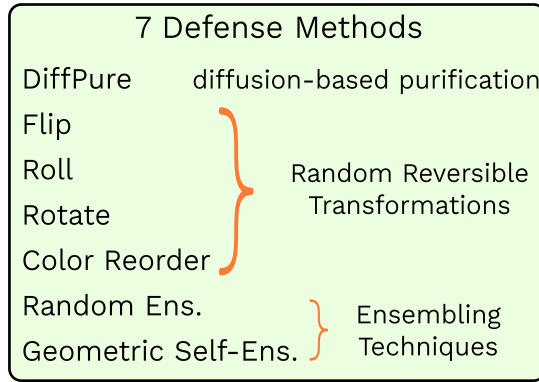 7 Defense Methods
DiffPure diffusion-based purification
Flip
Roll
Random Reversible
Transformations
Rotate
Color Reorder
Random Ens.
Ensembling
Techniques
Geometric Self-Ens.